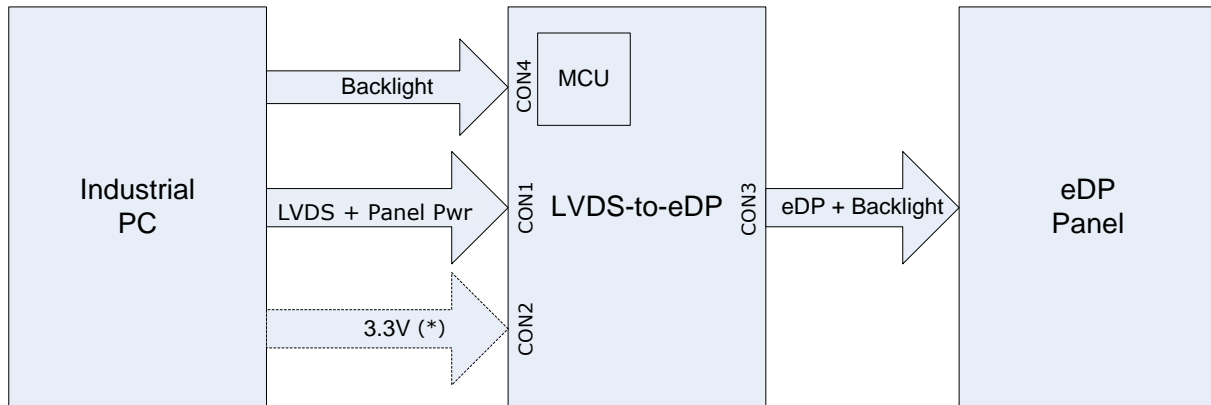 Industrial
PC
Backlight
LVDS + Panel Pwr
3.3V (*)
CON4
CON1
CON2
MCU
LVDS-to-eDP
CON3
eDP + Backlight
eDP
Panel